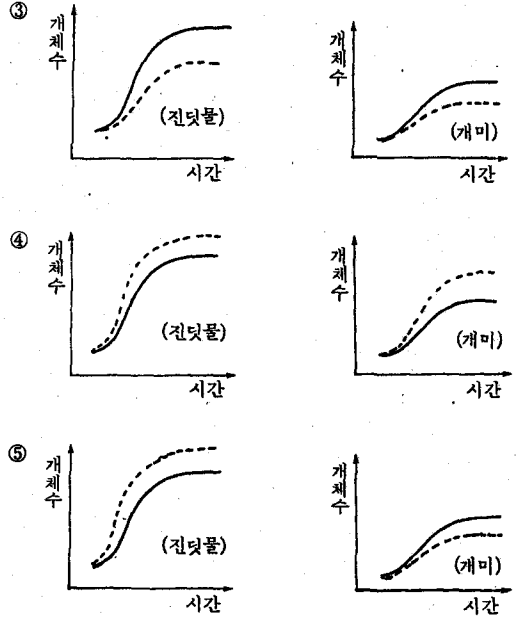 ③
개체수
(진딧물)
시간
개체수
(개미)
시간
④
개체수
(진딧물)
시간
개체수
(개미)
시간
⑤
개체수
(진딧물)
시간
개체수
(개미)
시간